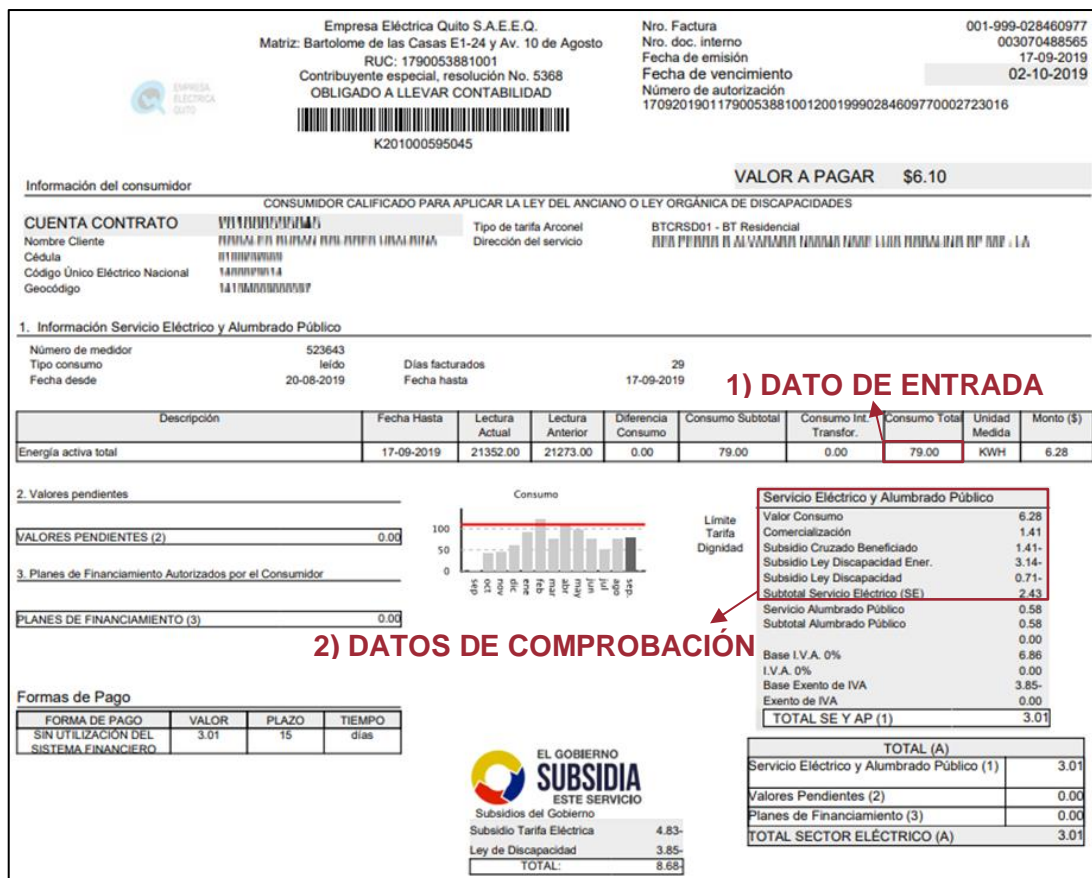 Empresa Eléctrica Quito S.A.E.E.Q.
Matriz: Bartolome de las Casas E1-24 y Av. 10 de Agosto
RUC: 1790053881001
Contribuyente especial, resolución No. 5368
OBLIGADO A LLEVAR CONTABILIDAD
K201000595045
EMPRESA
ELÉCTRICA
QUITO
Nro. Factura 001-999-028460977
Nro. doc. interno 003070488565
Fecha de emisión 17-09-2019
Fecha de vencimiento 02-10-2019
Número de autorización
1709201901179005388100120019990284609770002723016
VALOR A PAGAR $6.10
Información del consumidor
CONSUMIDOR CALIFICADO PARA APLICAR LA LEY DEL ANCIANO O LEY ORGÁNICA DE DISCAPACIDADES
CUENTA CONTRATO
Tipo de tarifa Arconel BTCRSD01 - BT Residencial
Nombre Cliente
Dirección del servicio
Cédula
Código Único Eléctrico Nacional
Geocódigo
1. Información Servicio Eléctrico y Alumbrado Público
Número de medidor 523643
Tipo consumo leído Días facturados 29
Fecha desde 20-08-2019 Fecha hasta 17-09-2019
1) DATO DE ENTRADA
Descripción Fecha Hasta Lectura Actual Lectura Anterior Diferencia Consumo Consumo Subtotal Consumo Int. Transfor. Consumo Total Unidad Medida Monto ($)
Energía activa total 17-09-2019 21352.00 21273.00 0.00 79.00 0.00 79.00 KWH 6.28
2. Valores pendientes
VALORES PENDIENTES (2) 0.00
3. Planes de Financiamiento Autorizados por el Consumidor
PLANES DE FINANCIAMIENTO (3) 0.00
Consumo
100
50
0
sep oct nov dic ene feb mar abr may jun jul ago sep
Límite
Tarifa
Dignidad
Servicio Eléctrico y Alumbrado Público
Valor Consumo 6.28
Comercialización 1.41
Subsidio Cruzado Beneficiado 1.41-
Subsidio Ley Discapacidad Ener. 3.14-
Subsidio Ley Discapacidad 0.71-
Subtotal Servicio Eléctrico (SE) 2.43
Servicio Alumbrado Público 0.58
Subtotal Alumbrado Público 0.58
0.00
Base I.V.A. 0% 6.86
I.V.A. 0% 0.00
Base Exento de IVA 3.85-
Exento de IVA 0.00
TOTAL SE Y AP (1) 3.01
2) DATOS DE COMPROBACIÓN
Formas de Pago
FORMA DE PAGO VALOR PLAZO TIEMPO
SIN UTILIZACIÓN DEL SISTEMA FINANCIERO 3.01 15 días
EL GOBIERNO
SUBSIDIA
ESTE SERVICIO
Subsidios del Gobierno
Subsidio Tarifa Eléctrica 4.83-
Ley de Discapacidad 3.85-
TOTAL: 8.68-
TOTAL (A)
Servicio Eléctrico y Alumbrado Público (1) 3.01
Valores Pendientes (2) 0.00
Planes de Financiamiento (3) 0.00
TOTAL SECTOR ELÉCTRICO (A) 3.01